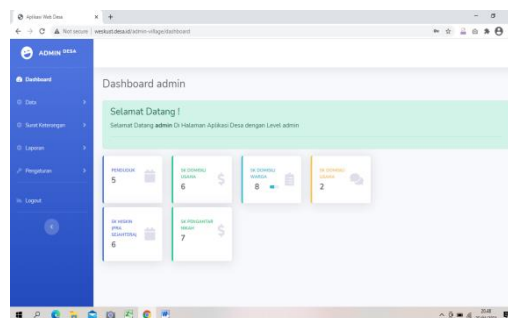 Aplikasi Web Desa
Not secure
ADMIN DESA
Dashboard
Data
Surat Keterangan
Laporan
Pengaturan
Logout
Dashboard admin
Selamat Datang !
Selamat Datang admin Di Halaman Aplikasi Desa dengan Level admin
PENDUDUK
5
SK DOMISILI
USAHA
6
SK DOMISILI
WARGA
8
2
SK MISKIN
(PRA
SEJAHTERA)
6
SK PENGANTAR
NIKAH
7